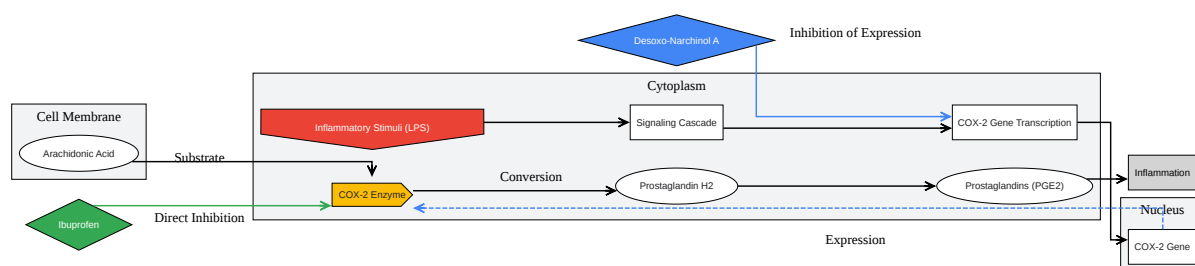 Desoxo-Narchinol A
Inhibition of Expression
Cytoplasm
Cell Membrane
Inflammatory Stimuli (LPS)
Signaling Cascade
COX-2 Gene Transcription
Arachidonic Acid
Substrate
Conversion
Inflammation
COX-2 Enzyme
Prostaglandin H2
Prostaglandins (PGE2)
Direct Inhibition
Ibuprofen
Nucleus
Expression
COX-2 Gene